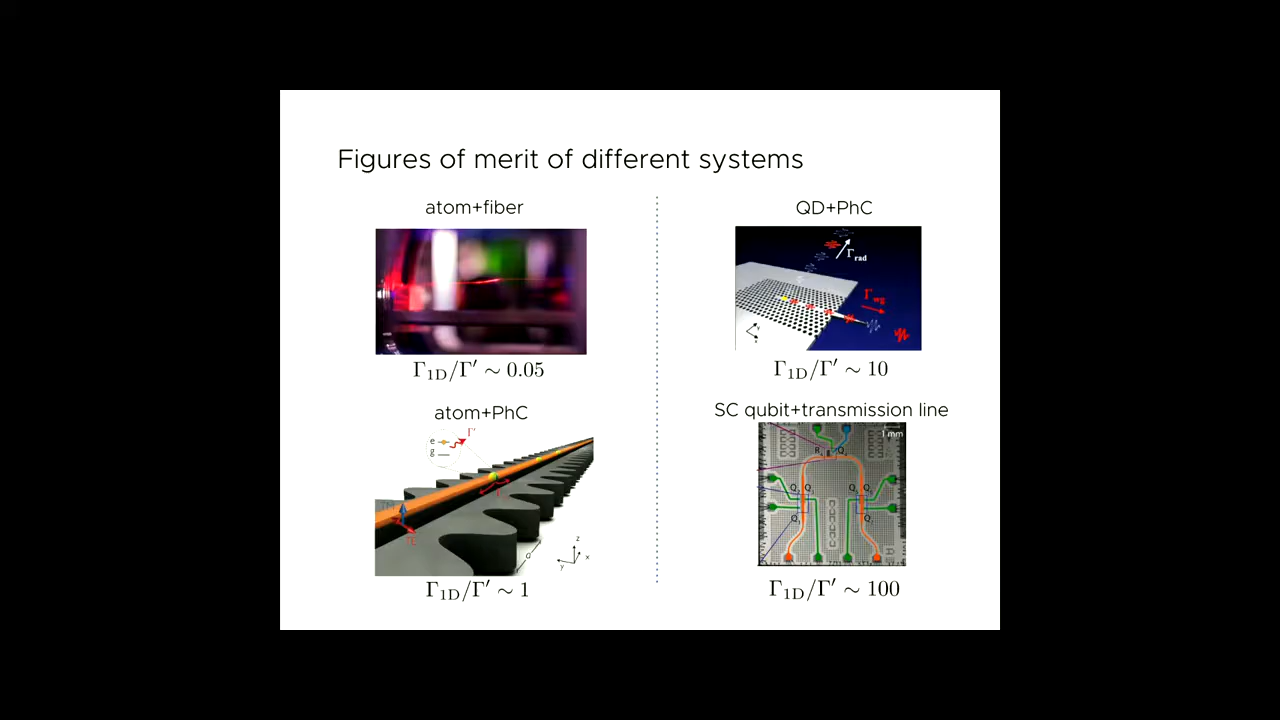 Figures of merit of different systems
atom+fiber
Γ1D/Γ′ ∼ 0.05
atom+PhC
Γ′
e
g
a
z
x
y
Γ1D/Γ′ ∼ 1
QD+PhC
Γrad
Γwg
Γ1D/Γ′ ∼ 10
SC qubit+transmission line
1 mm
Γ1D/Γ′ ∼ 100